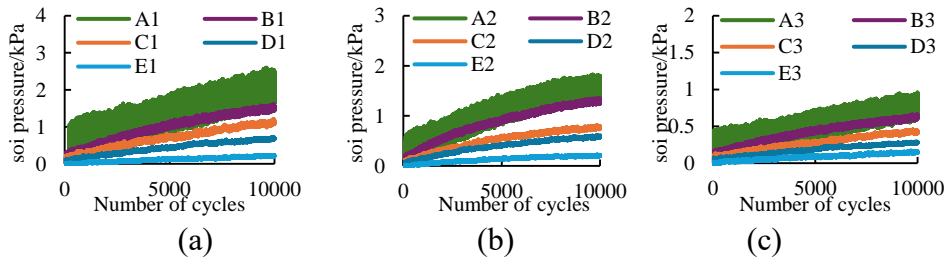 soi pressure/kPa
4
3
2
1
0
A1
B1
C1
D1
E1
0
5000
10000
Number of cycles
(a)
soi pressure/kPa
3
2
1
0
A2
B2
C2
D2
E2
0
5000
10000
Number of cycles
(b)
soi pressure/kPa
2
1.5
1
0.5
0
A3
B3
C3
D3
E3
0
5000
10000
Number of cycles
(c)